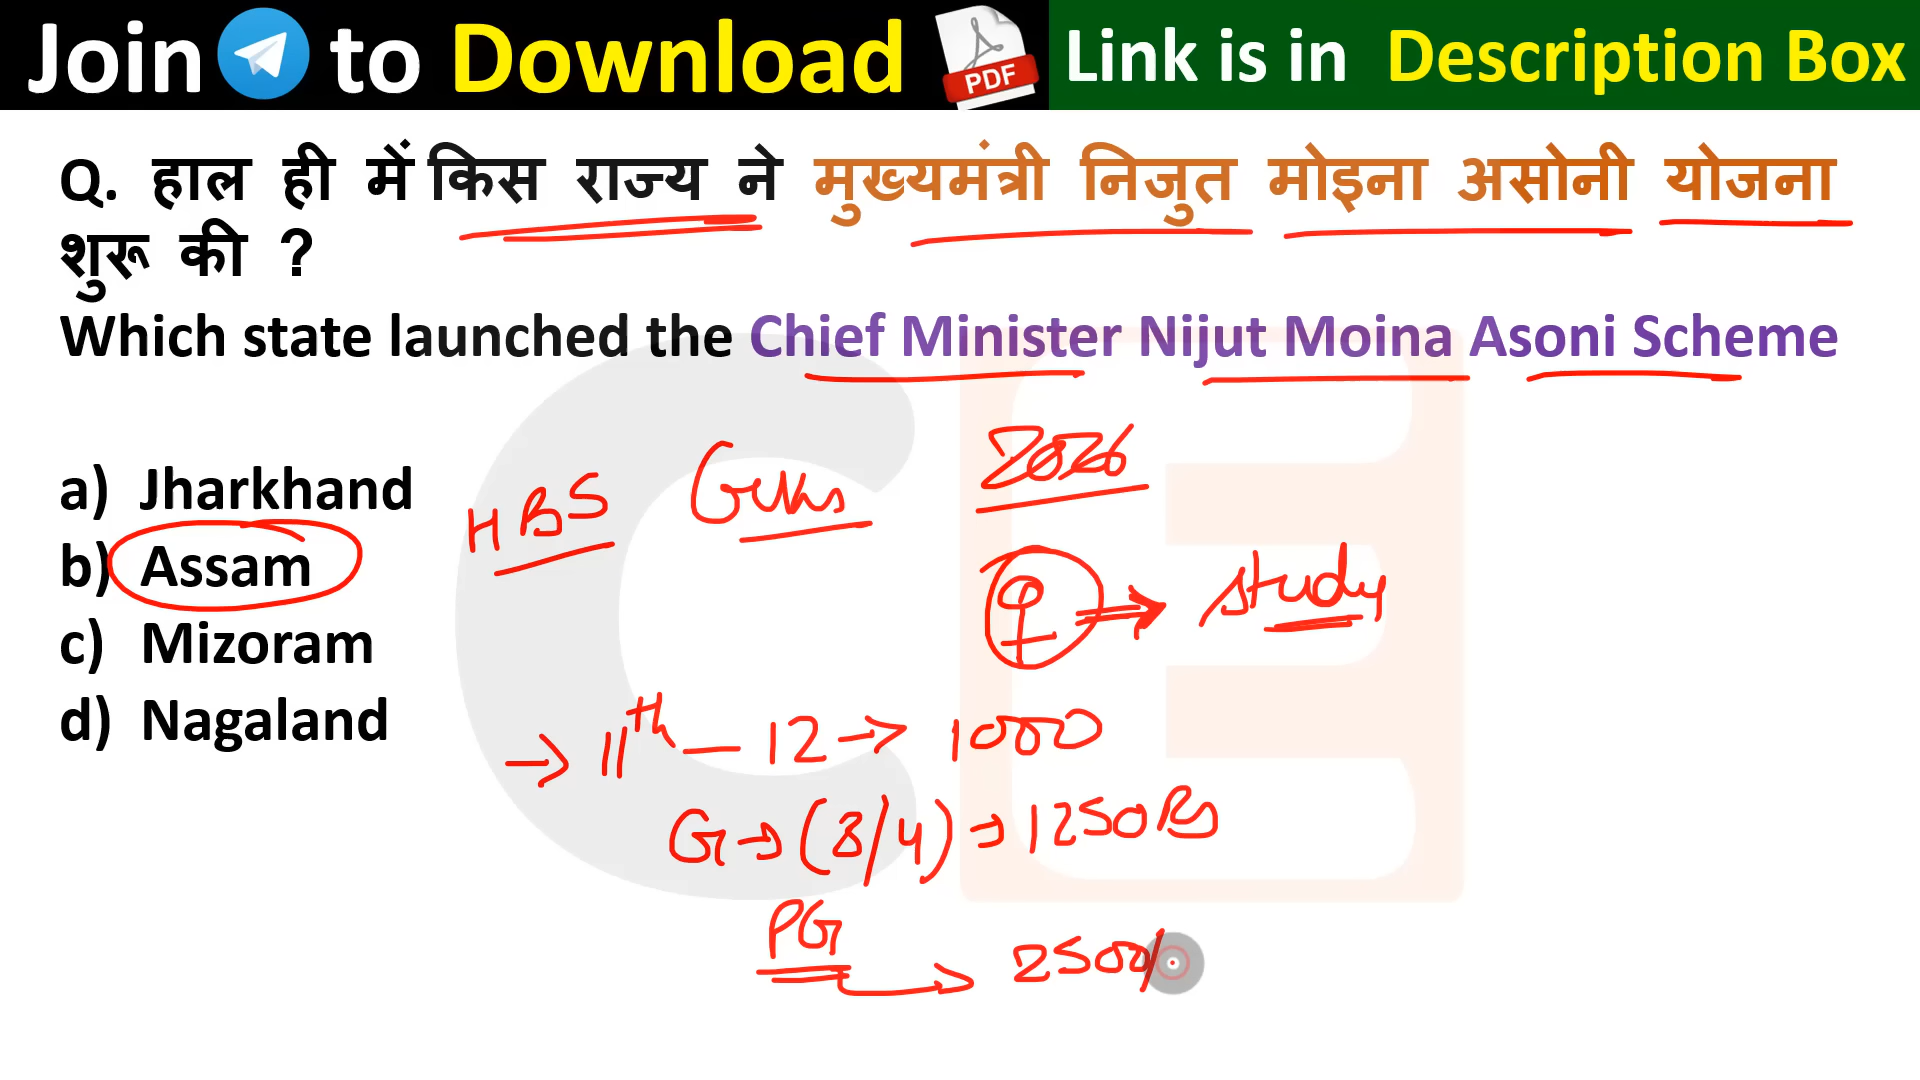 Join to Download PDF Link is in Description Box
Q. हाल ही में किस राज्य ने मुख्यमंत्री निजुत मोइना असोनी योजना
शुरू की ?
Which state launched the Chief Minister Nijut Moina Asoni Scheme
a) Jharkhand
b) Assam
c) Mizoram
d) Nagaland
HBS
2026
study
→ 11th — 12 → 1000
G → (3/4) → 1250 Rs
PG
→ 2500/
CE